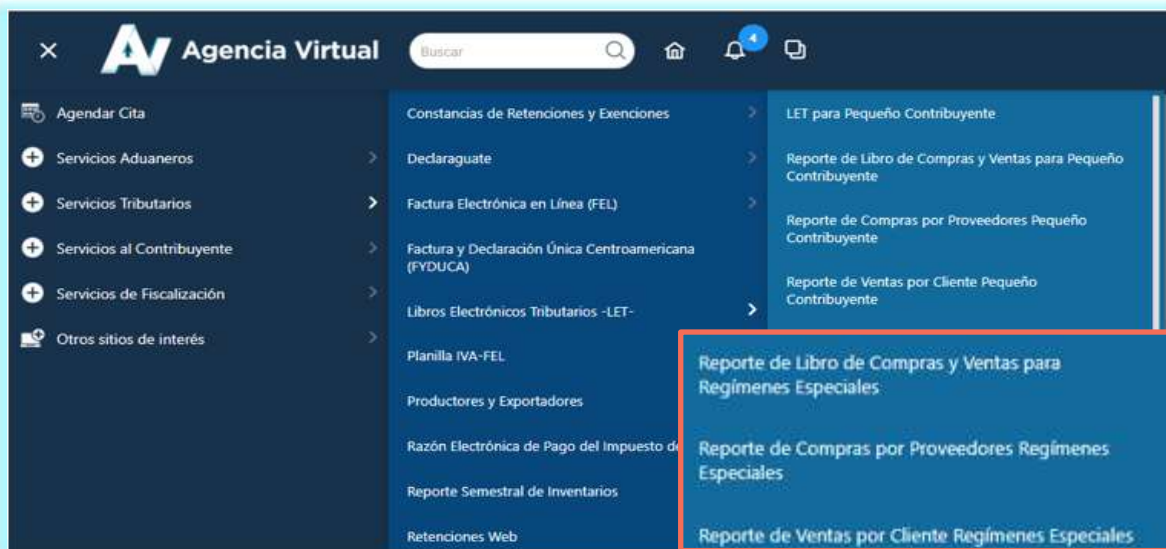 Agencia Virtual
Buscar
4
Agendar Cita
Servicios Aduaneros
Servicios Tributarios
Servicios al Contribuyente
Servicios de Fiscalización
Otros sitios de interés
Constancias de Retenciones y Exenciones
Declaraguate
Factura Electrónica en Línea (FEL)
Factura y Declaración Única Centroamericana
(FYDUCA)
Libros Electrónicos Tributarios -LET-
Planilla IVA-FEL
Productores y Exportadores
Razón Electrónica de Pago del Impuesto de
Reporte Semestral de Inventarios
Retenciones Web
LET para Pequeño Contribuyente
Reporte de Libro de Compras y Ventas para Pequeño
Contribuyente
Reporte de Compras por Proveedores Pequeño
Contribuyente
Reporte de Ventas por Cliente Pequeño
Contribuyente
Reporte de Libro de Compras y Ventas para
Regímenes Especiales
Reporte de Compras por Proveedores Regímenes
Especiales
Reporte de Ventas por Cliente Regímenes Especiales